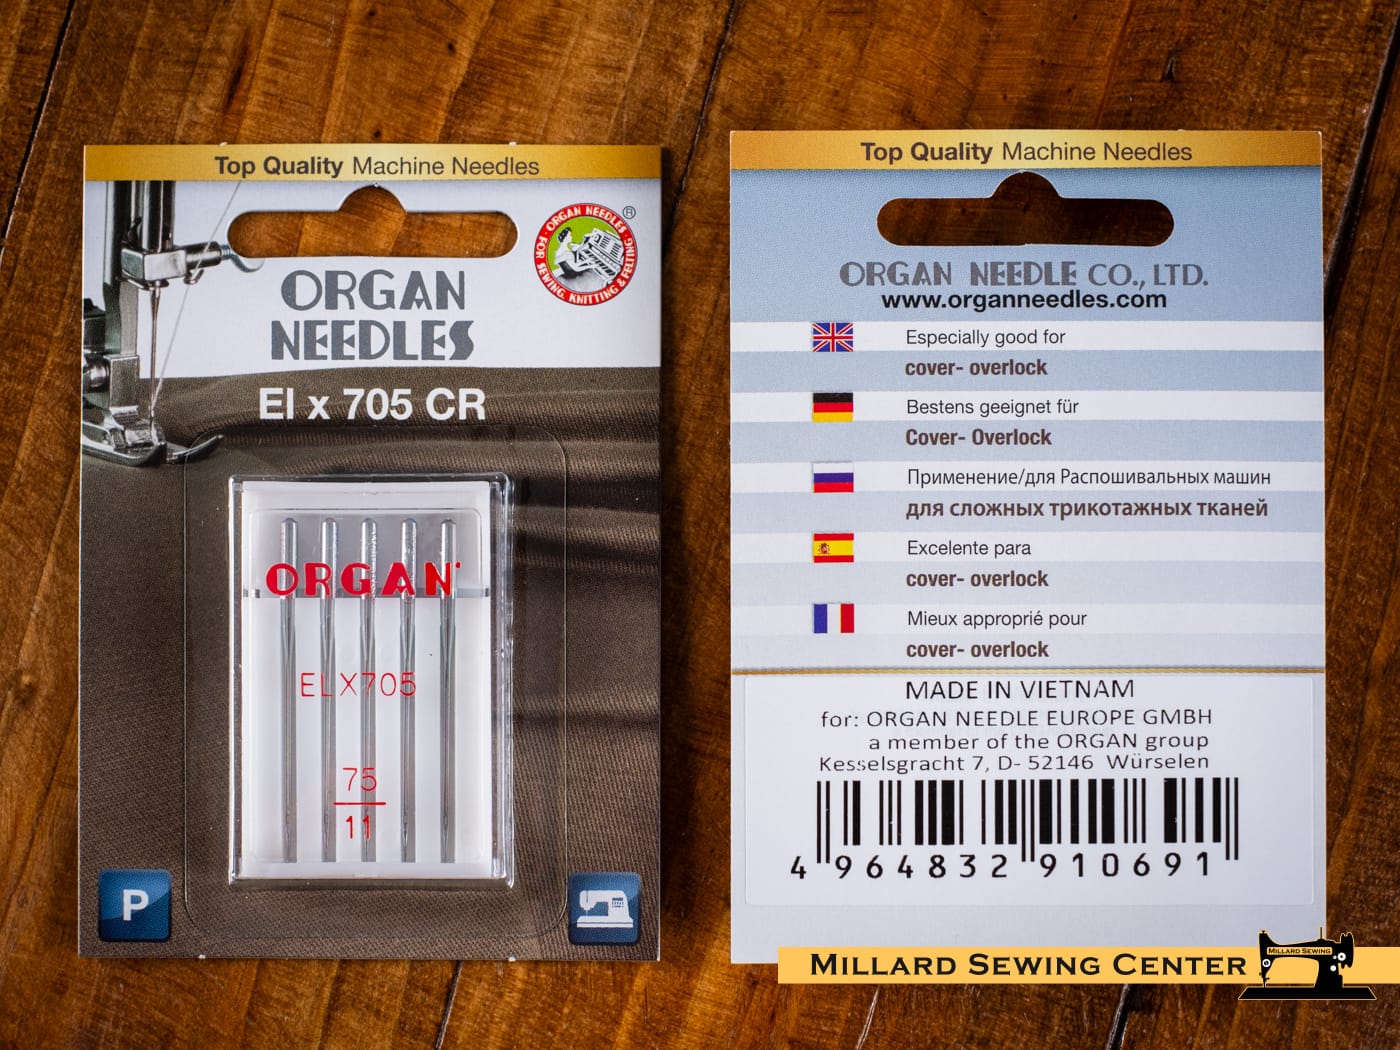 Top Quality Machine Needles
ORGAN NEEDLES
FOR SEWING, KNITTING & FELTING
®
ORGAN
NEEDLES
El x 705 CR
ORGAN
ELX705
75
11
P
Top Quality Machine Needles
ORGAN NEEDLE CO., LTD.
www.organneedles.com
Especially good for
cover- overlock
Bestens geeignet für
Cover- Overlock
Применение/для Распошивальных машин
для сложных трикотажных тканей
Excelente para
cover- overlock
Mieux approprié pour
cover- overlock
MADE IN VIETNAM
for: ORGAN NEEDLE EUROPE GMBH
a member of the ORGAN group
Kesselsgracht 7, D- 52146 Würselen
4 964832 910691
MILLARD SEWING CENTER
MILLARD SEWING